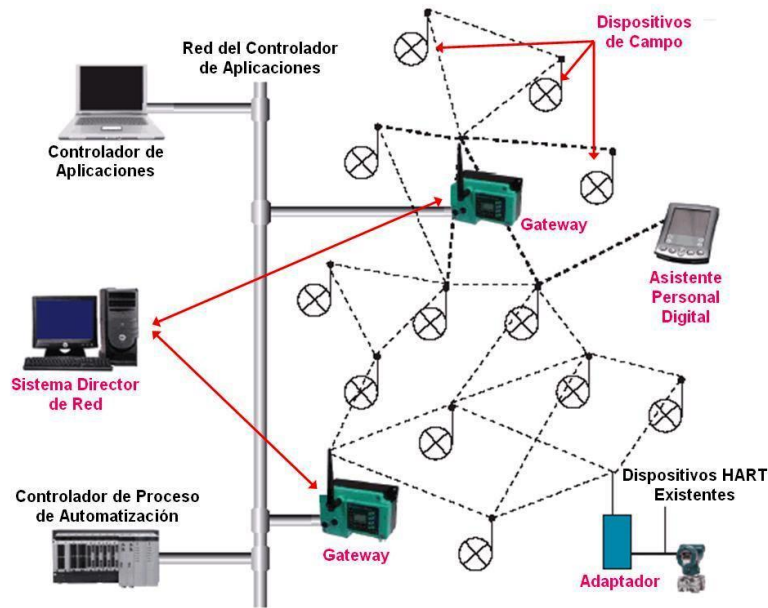 Red del Controlador
de Aplicaciones
Dispositivos
de Campo
Controlador de
Aplicaciones
Gateway
Asistente
Personal
Digital
Sistema Director
de Red
Controlador de Proceso
de Automatización
Gateway
Dispositivos HART
Existentes
Adaptador